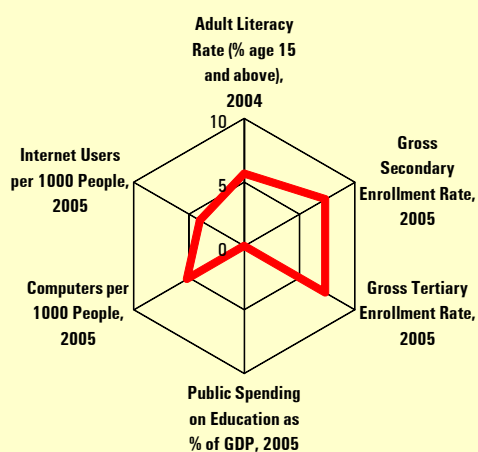 Adult Literacy
Rate (% age 15
and above),
2004
10
5
0
Gross
Secondary
Enrollment Rate,
2005
Gross Tertiary
Enrollment Rate,
2005
Public Spending
on Education as
% of GDP, 2005
Computers per
1000 People,
2005
Internet Users
per 1000 People,
2005